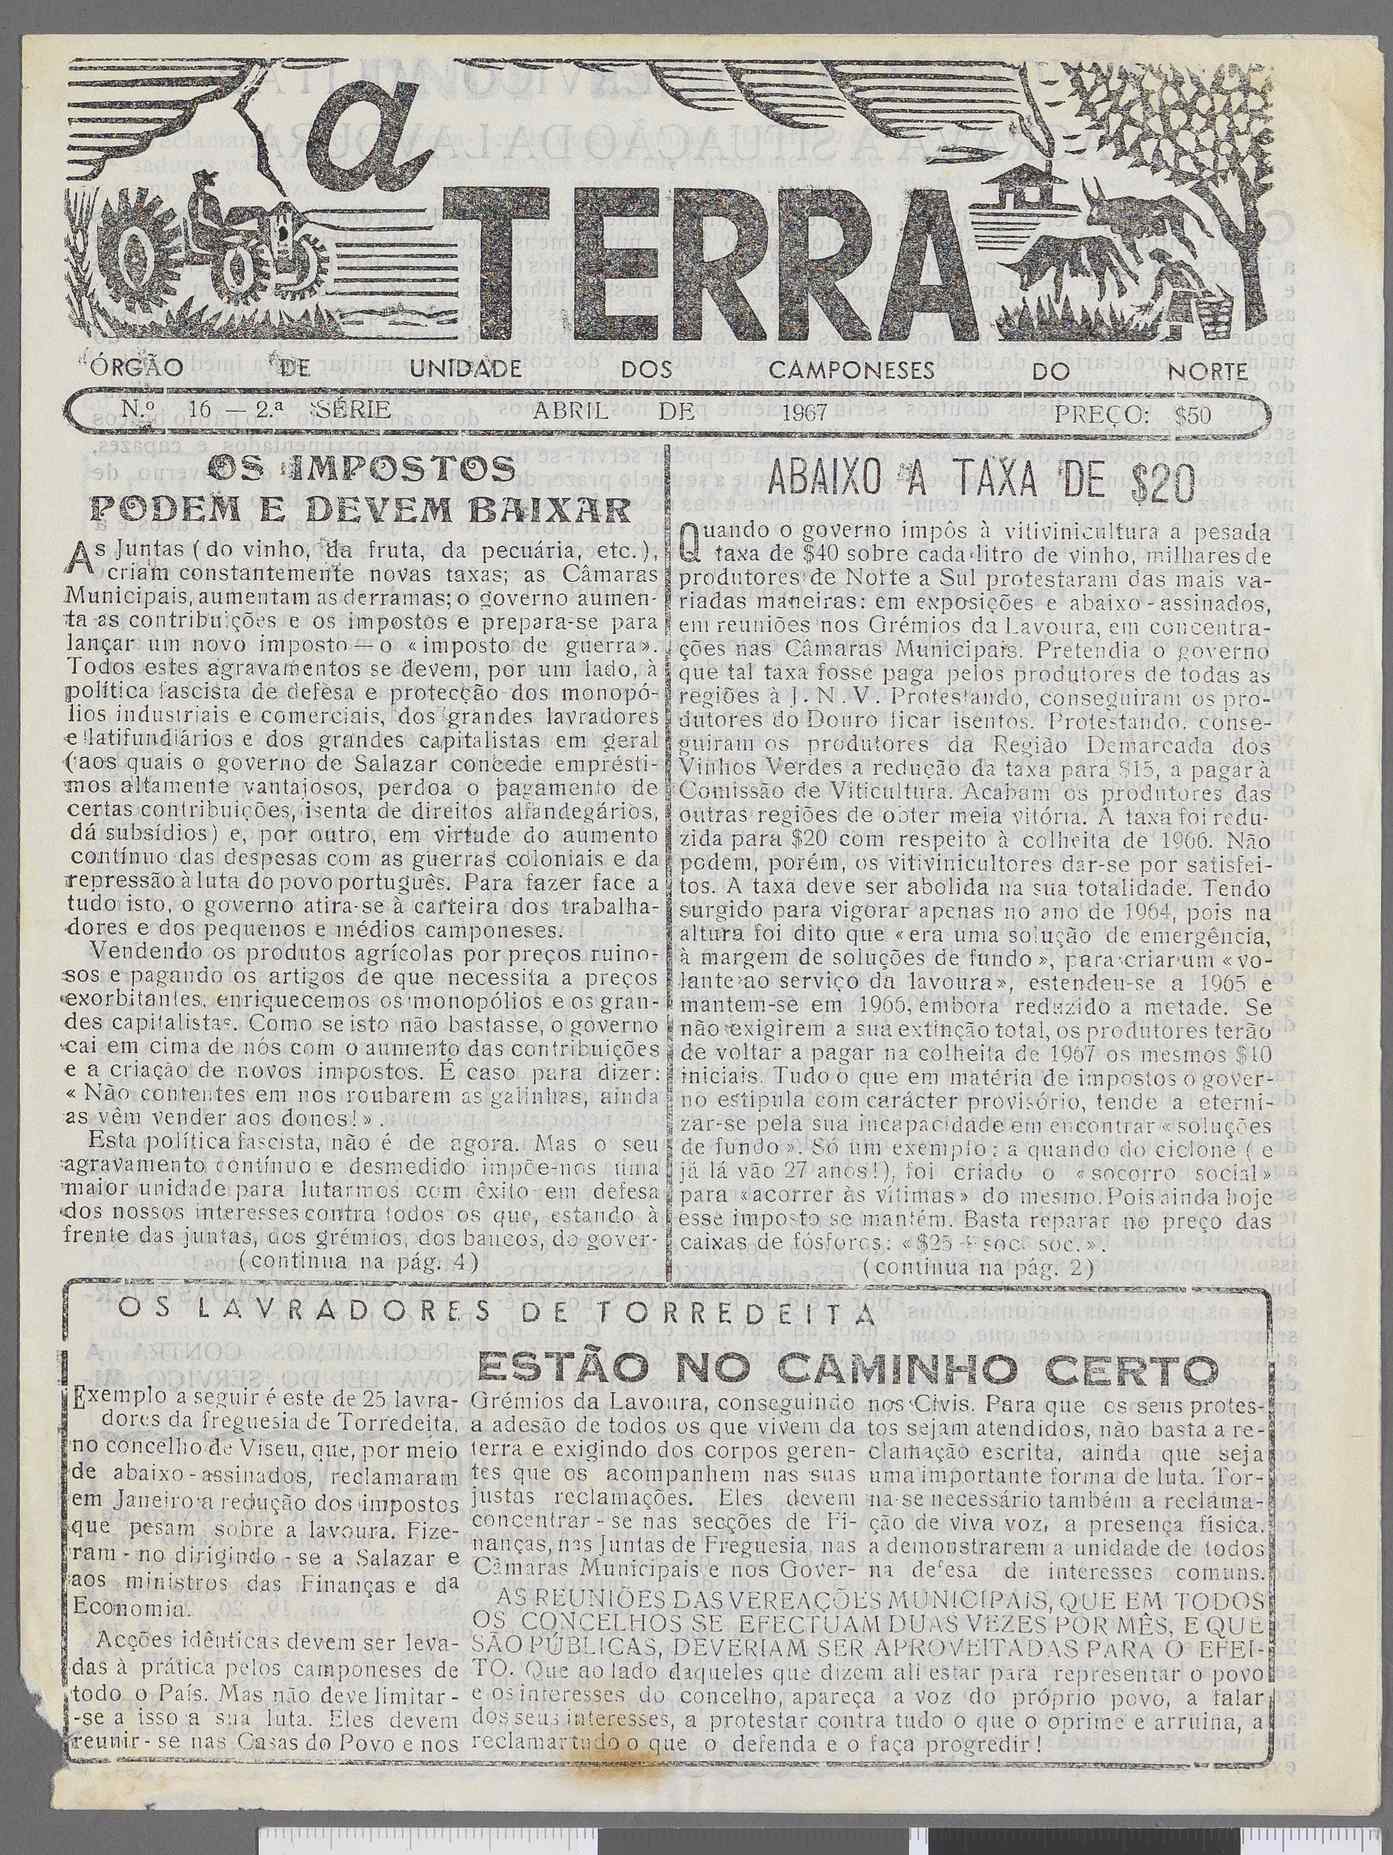 a
TERRA
ÓRGÃO DE UNIDADE DOS CAMPONESES DO NORTE
N.º 16 — 2.ª SÉRIE ABRIL DE 1967 PREÇO: $50
OS IMPOSTOS
PODEM E DEVEM BAIXAR
As Juntas (do vinho, da fruta, da pecuária, etc.),
criam constantemente novas taxas; as Câmaras
Municipais, aumentam as derramas; o governo aumen-
ta as contribuições e os impostos e prepara-se para
lançar um novo imposto — o «imposto de guerra».
Todos estes agravamentos se devem, por um lado, à
política fascista de defesa e protecção dos monopó-
lios industriais e comerciais, dos grandes lavradores
e latifundiários e dos grandes capitalistas em geral
(aos quais o governo de Salazar concede emprésti-
mos altamente vantajosos, perdoa o pagamento de
certas contribuições, isenta de direitos alfandegários,
dá subsídios) e, por outro, em virtude do aumento
contínuo das despesas com as guerras coloniais e da
repressão à luta do povo português. Para fazer face a
tudo isto, o governo atira-se à carteira dos trabalha-
dores e dos pequenos e médios camponeses.
Vendendo os produtos agrícolas por preços ruino-
sos e pagando os artigos de que necessita a preços
exorbitantes, enriquecemos os monopólios e os gran-
des capitalistas. Como se isto não bastasse, o governo
cai em cima de nós com o aumento das contribuições
e a criação de novos impostos. É caso para dizer:
« Não contentes em nos roubarem as galinhas, ainda
as vêm vender aos donos! » .
Esta política fascista, não é de agora. Mas o seu
agravamento contínuo e desmedido impõe-nos uma
maior unidade para lutarmos com êxito em defesa
dos nossos interesses contra todos os que, estando à
frente das juntas, dos grémios, dos bancos, do gover-
(continua na pág. 4)
ABAIXO A TAXA DE $20
Quando o governo impôs à vitivinicultura a pesada
taxa de $40 sobre cada litro de vinho, milhares de
produtores de Norte a Sul protestaram das mais va-
riadas maneiras: em exposições e abaixo-assinados,
em reuniões nos Grémios da Lavoura, em concentra-
ções nas Câmaras Municipais. Pretendia o governo
que tal taxa fosse paga pelos produtores de todas as
regiões à J. N. V. Protestando, conseguiram os pro-
dutores do Douro ficar isentos. Protestando, conse-
guiram os produtores da Região Demarcada dos
Vinhos Verdes a redução da taxa para $15, a pagar à
Comissão de Viticultura. Acabam os produtores das
outras regiões de obter meia vitória. A taxa foi redu-
zida para $20 com respeito à colheita de 1966. Não
podem, porém, os vitivinicultores dar-se por satisfei-
tos. A taxa deve ser abolida na sua totalidade. Tendo
surgido para vigorar apenas no ano de 1964, pois na
altura foi dito que «era uma solução de emergência,
à margem de soluções de fundo», para criar um «vo-
lante ao serviço da lavoura», estendeu-se a 1965 e
mantem-se em 1966, embora reduzido a metade. Se
não exigirem a sua extinção total, os produtores terão
de voltar a pagar na colheita de 1967 os mesmos $40
iniciais. Tudo o que em matéria de impostos o gover-
no estipula com carácter provisório, tende a eterni-
zar-se pela sua incapacidade em encontrar «soluções
de fundo». Só um exemplo: a quando do ciclone ( e
já lá vão 27 anos!), foi criado o «socorro social»
para «acorrer às vítimas» do mesmo. Pois ainda hoje
esse imposto se mantém. Basta reparar no preço das
caixas de fósforos: «$25 + soc. soc.».
(continua na pág. 2)
OS LAVRADORES DE TORREDEITA
ESTÃO NO CAMINHO CERTO
Exemplo a seguir é este de 25 lavra-
dores da freguesia de Torredeita,
no concelho de Viseu, que, por meio
de abaixo-assinados, reclamaram
em Janeiro a redução dos impostos
que pesam sobre a lavoura. Fize-
ram-no dirigindo-se a Salazar e
aos ministros das Finanças e da
Economia.
Acções idênticas devem ser leva-
das à prática pelos camponeses de
todo o País. Mas não deve limitar-
-se a isso a sua luta. Eles devem
reunir-se nas Casas do Povo e nos
Grémios da Lavoura, conseguindo
a adesão de todos os que vivem da
terra e exigindo dos corpos geren-
tes que os acompanhem nas suas
justas reclamações. Eles devem
concentrar-se nas secções de Fi-
nanças, nas Juntas de Freguesia, nas
Câmaras Municipais e nos Gover-
nos Civis. Para que os seus protes-
tos sejam atendidos, não basta a re-
clamação escrita, ainda que seja
uma importante forma de luta. Tor-
na-se necessário também a reclama-
ção de viva voz, a presença física,
a demonstrarem a unidade de todos
na defesa de interesses comuns.
AS REUNIÕES DAS VEREAÇÕES MUNICIPAIS, QUE EM TODOS
OS CONCELHOS SE EFECTUAM DUAS VEZES POR MÊS, E QUE
SÃO PÚBLICAS, DEVERIAM SER APROVEITADAS PARA O EFEI-
TO. Que ao lado daqueles que dizem ali estar para representar o povo
e os interesses do concelho, apareça a voz do próprio povo, a falar
dos seus interesses, a protestar contra tudo o que o oprime e arruina, a
reclamar tudo o que o defenda e o faça progredir!